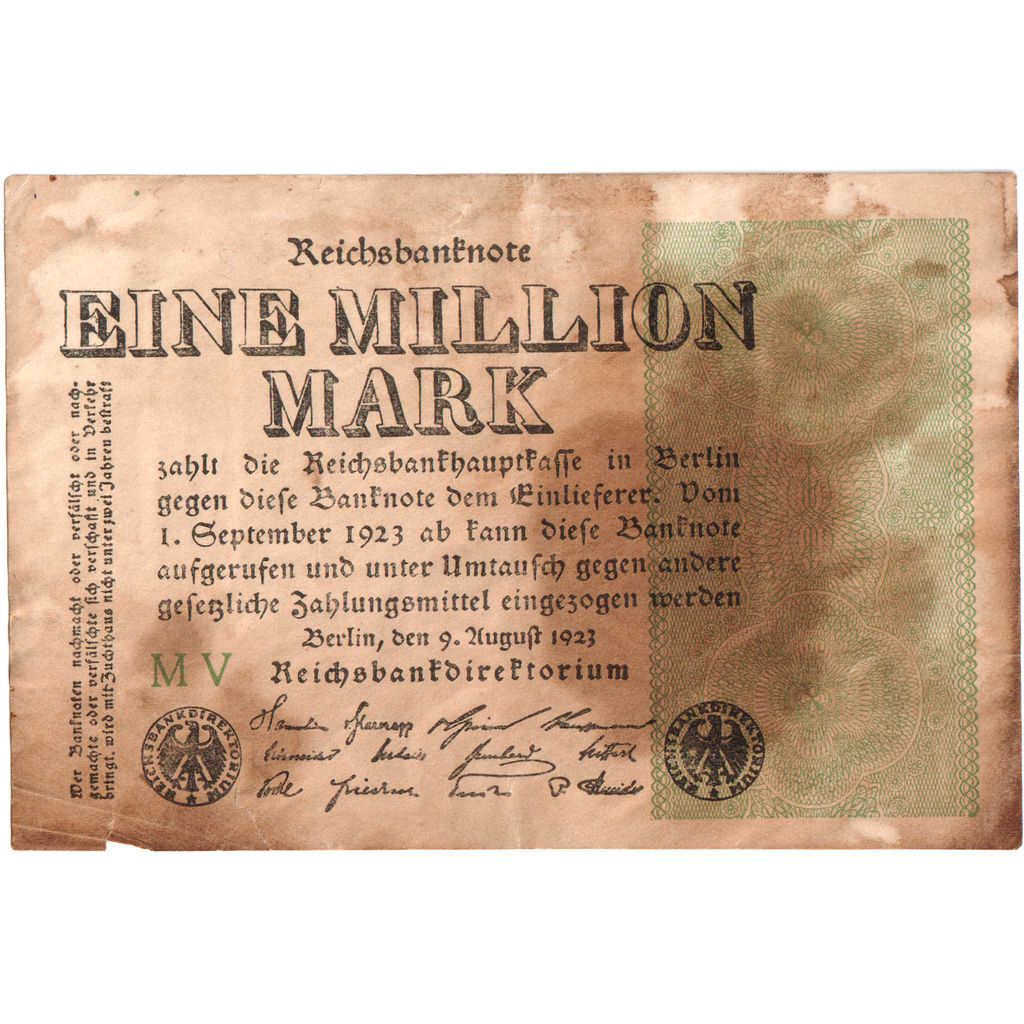 Reichsbanknote
EINE MILLION
MARK
zahlt die Reichsbankhauptkasse in Berlin
gegen diese Banknote dem Einlieferer. Vom
1. September 1923 ab kann diese Banknote
aufgerufen und unter Umtausch gegen andere
gesetzliche Zahlungsmittel eingezogen werden
Berlin, den 9. August 1923
MV Reichsbankdirektorium
REICHSBANKDIREKTORIUM
REICHSBANKDIREKTORIUM
Wer Banknoten nachmacht oder verfälscht oder nach-
gemachte oder verfälschte sich verschafft und in Verkehr
bringt, wird mit Zuchthaus nicht unter zwei Jahren bestraft